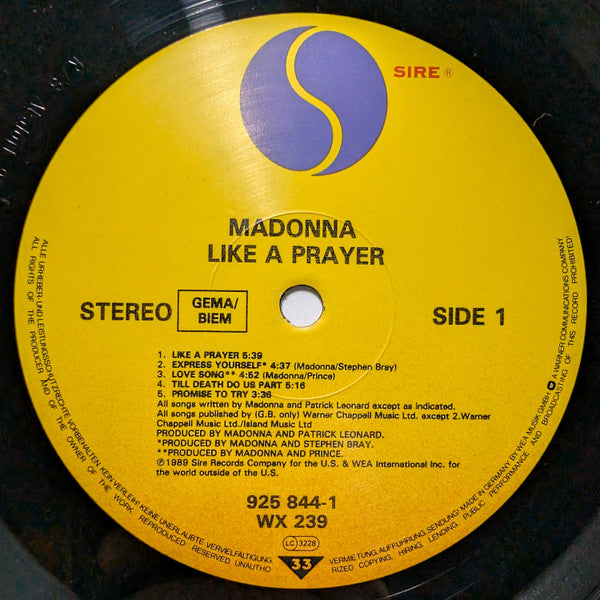 SIRE ®
MADONNA
LIKE A PRAYER
STEREO
GEMA/
BIEM
SIDE 1
1. LIKE A PRAYER 5:39
2. EXPRESS YOURSELF* 4:37 (Madonna/Stephen Bray)
3. LOVE SONG** 4:52 (Madonna/Prince)
4. TILL DEATH DO US PART 5:16
5. PROMISE TO TRY 3:36
All songs written by Madonna and Patrick Leonard except as indicated.
All songs published by (G.B. only) Warner Chappell Music Ltd. except 2.Warner
Chappell Music Ltd./Island Music Ltd
PRODUCED BY MADONNA AND PATRICK LEONARD.
*PRODUCED BY MADONNA AND STEPHEN BRAY.
**PRODUCED BY MADONNA AND PRINCE.
℗1989 Sire Records Company for the U.S. & WEA International Inc. for
the world outside of the U.S.
925 844-1
WX 239
LC 3228
33
ALLE URHEBER- UND LEISTUNGSSCHUTZRECHTE VORBEHALTEN. KEIN VERLEIH! KEINE UNERLAUBTE VERVIELFÄLTIGUNG,
VERMIETUNG, AUFFÜHRUNG, SENDUNG! MADE IN GERMANY BY WEA MUSIK GMBH A WARNER COMMUNICATIONS COMPANY
ALL RIGHTS OF THE PRODUCER AND OF THE OWNER OF THE WORK REPRODUCED RESERVED. UNAUTHO
RIZED COPYING, HIRING, LENDING, PUBLIC PERFORMANCE AND BROADCASTING OF THIS RECORD PROHIBITED!